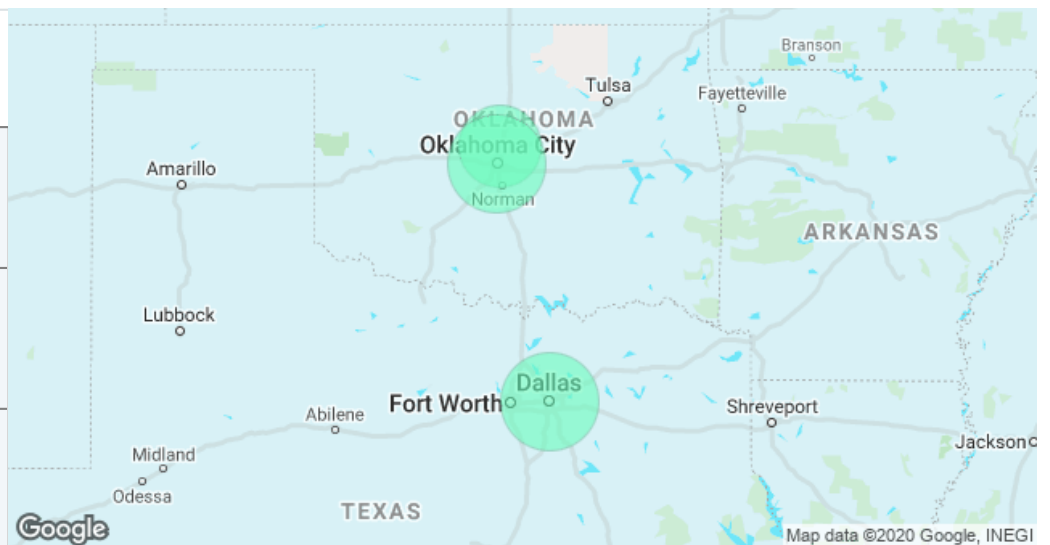 Branson
Tulsa
Fayetteville
OKLAHOMA
Oklahoma City
Amarillo
Norman
ARKANSAS
Lubbock
Dallas
Fort Worth
Abilene
Shreveport
Jackson
Midland
Odessa
TEXAS
Google
Map data ©2020 Google, INEGI